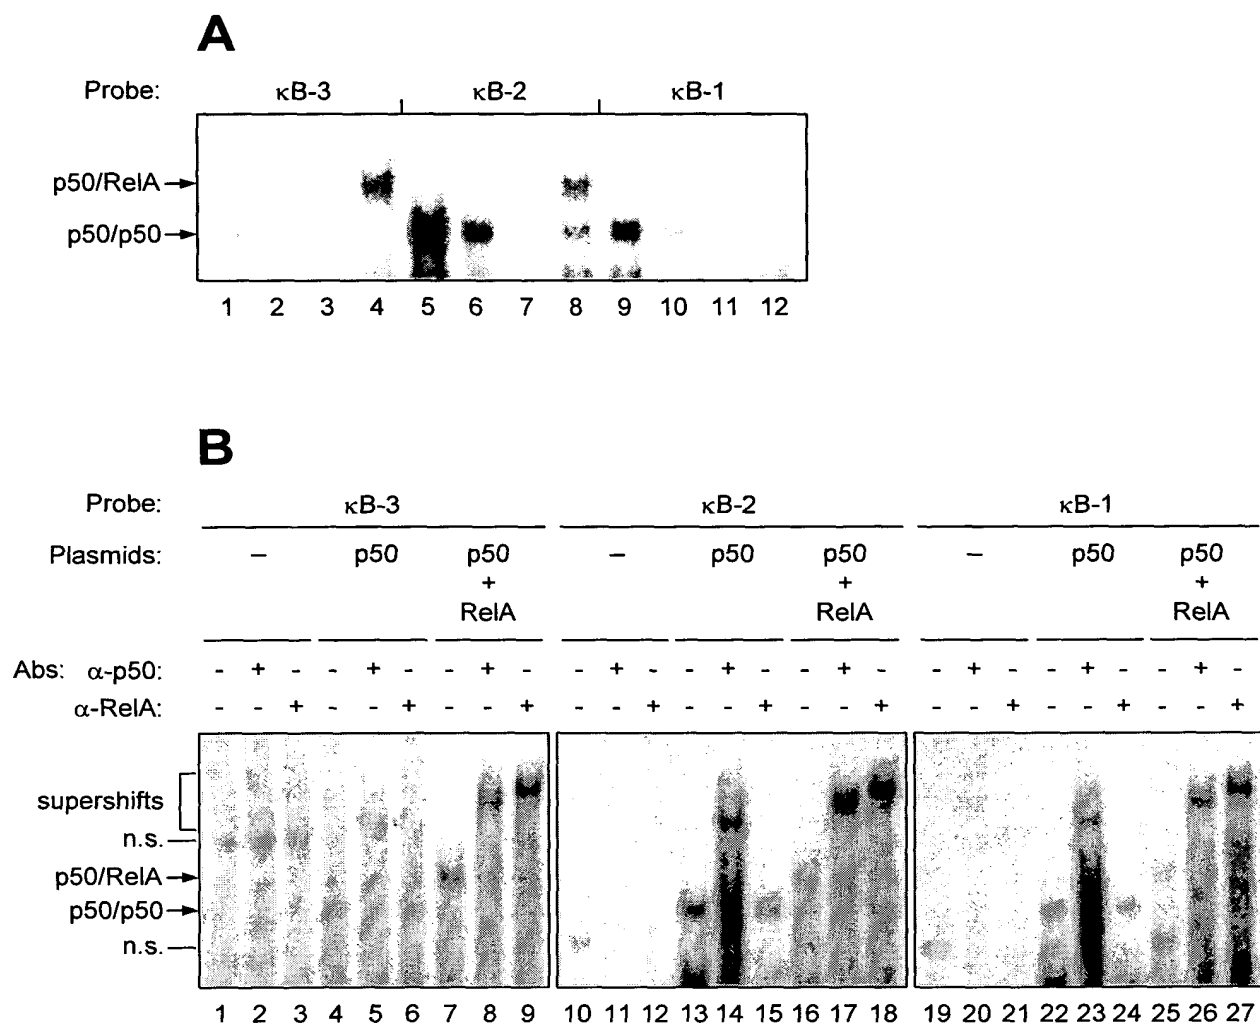 A
Probe: κB-3 κB-2 κB-1
p50/RelA
p50/p50
1 2 3 4 5 6 7 8 9 10 11 12
B
Probe: κB-3 κB-2 κB-1
Plasmids: – p50 p50 – p50 p50 – p50 p50
+ + +
RelA RelA RelA
Abs: α-p50: - + - - + - - + - - + - - + - - + - - + - - + - - + -
α-RelA: - - + - - + - - + - - + - - + - - + - - + - - + - - +
supershifts
n.s.
p50/RelA
p50/p50
n.s.
1 2 3 4 5 6 7 8 9 10 11 12 13 14 15 16 17 18 19 20 21 22 23 24 25 26 27